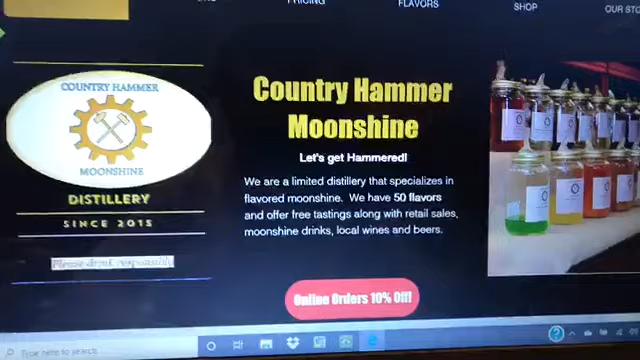 PRICING
FLAVORS
SHOP
OUR STO
COUNTRY HAMMER
MOONSHINE
DISTILLERY
SINCE 2015
Please drink responsibly
Country Hammer
Moonshine
Let's get Hammered!
We are a limited distillery that specializes in
flavored moonshine. We have 50 flavors
and offer free tastings along with retail sales,
moonshine drinks, local wines and beers.
Online Orders 10% Off!
Type here to search